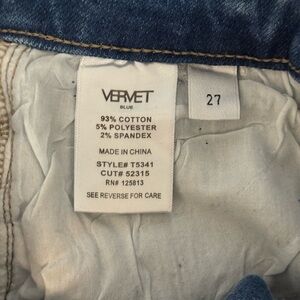 VERVET
BLUE
27
93% COTTON
5% POLYESTER
2% SPANDEX
MADE IN CHINA
STYLE# T5341
CUT# 52315
RN# 125813
SEE REVERSE FOR CARE